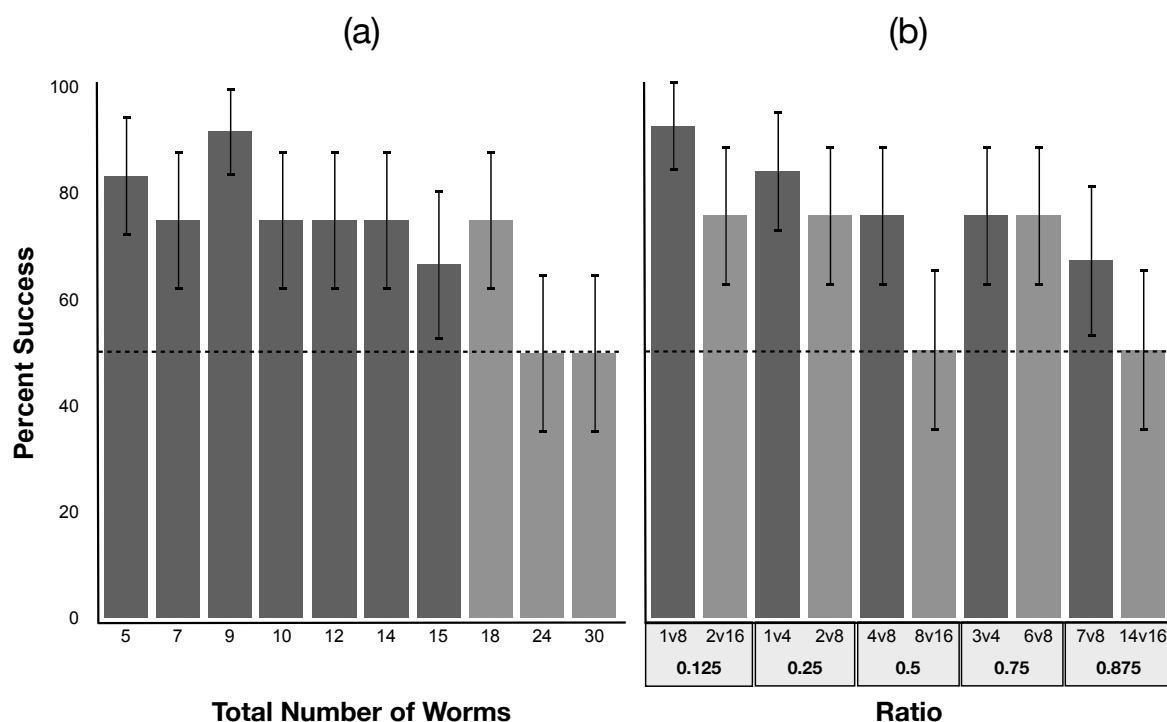 (a)
(b)
Percent Success
100
80
60
40
20
0
5 7 9 10 12 14 15 18 24 30
Total Number of Worms
1v8 2v16 1v4 2v8 4v8 8v16 3v4 6v8 7v8 14v16
0.125 0.25 0.5 0.75 0.875
Ratio